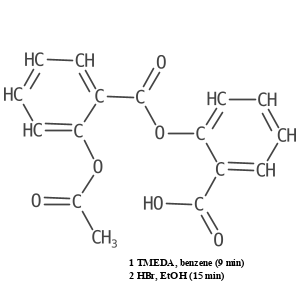 HC CH O
HC C C HC CH
HC C O C CH
O C CH
O C HO C
CH3 O
1 TMEDA, benzene (9 min)
2 HBr, EtOH (15 min)